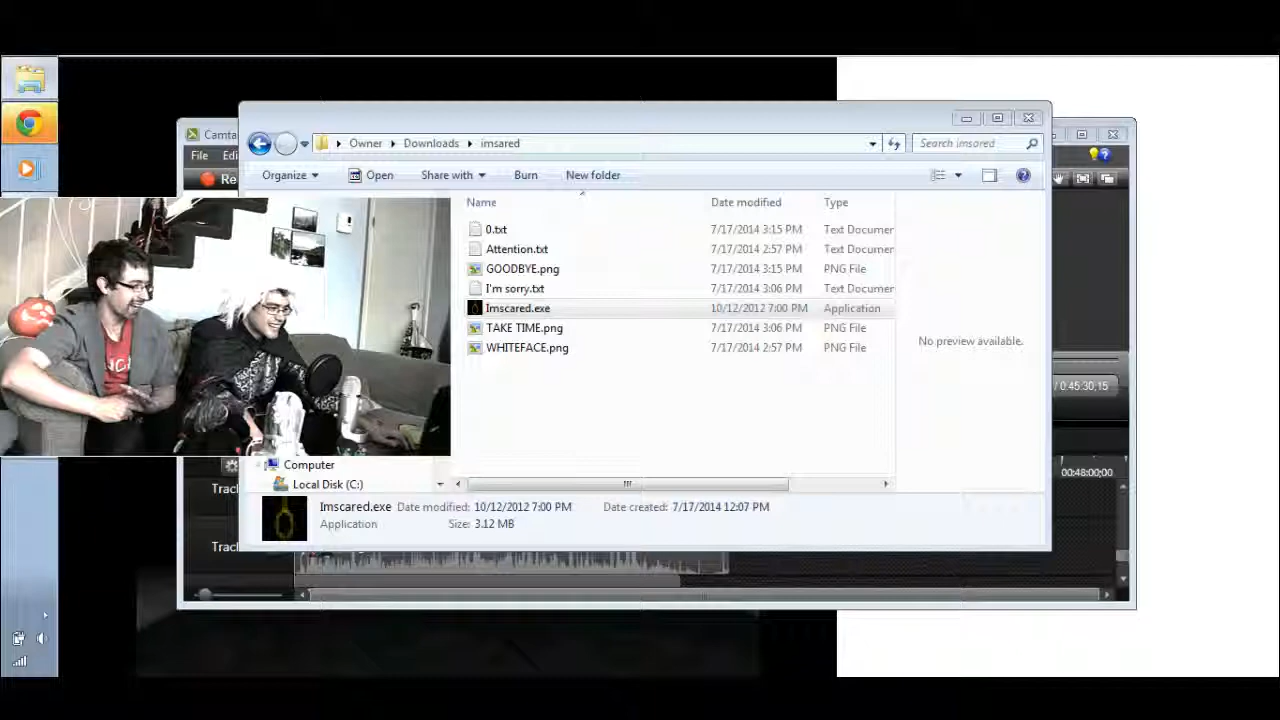 Camta
File Edi
Re
Owner Downloads imsared
Search imsared
Organize Open Share with Burn New folder
Name Date modified Type
0.txt 7/17/2014 3:15 PM Text Documen
Attention.txt 7/17/2014 2:57 PM Text Documen
GOODBYE.png 7/17/2014 3:15 PM PNG File
I'm sorry.txt 7/17/2014 3:06 PM Text Documen
Imscared.exe 10/12/2012 7:00 PM Application
TAKE TIME.png 7/17/2014 3:06 PM PNG File
WHITEFACE.png 7/17/2014 2:57 PM PNG File
No preview available.
/ 0:45:30;15
Computer
00:48:00;00
Local Disk (C:)
Track
Imscared.exe Date modified: 10/12/2012 7:00 PM Date created: 7/17/2014 12:07 PM
Application Size: 3.12 MB
Track